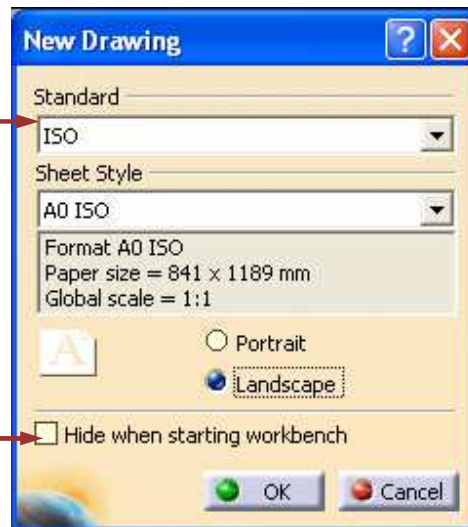 New Drawing
Standard
ISO
Sheet Style
A0 ISO
Format A0 ISO
Paper size = 841 x 1189 mm
Global scale = 1:1
A
Portrait
Landscape
Hide when starting workbench
OK Cancel